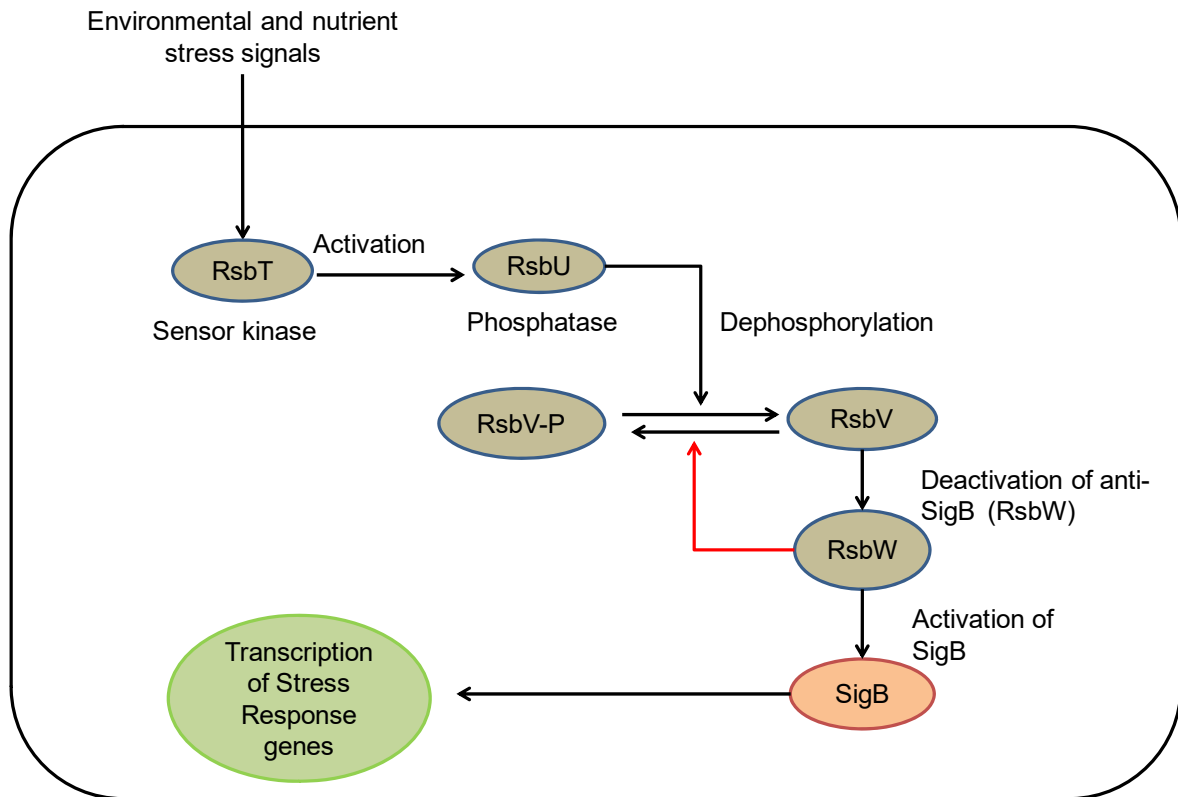 Environmental and nutrient
stress signals
Activation
RsbT
RsbU
Sensor kinase
Phosphatase
Dephosphorylation
RsbV-P
RsbV
Deactivation of anti-
SigB (RsbW)
RsbW
Activation of
SigB
SigB
Transcription
of Stress
Response
genes